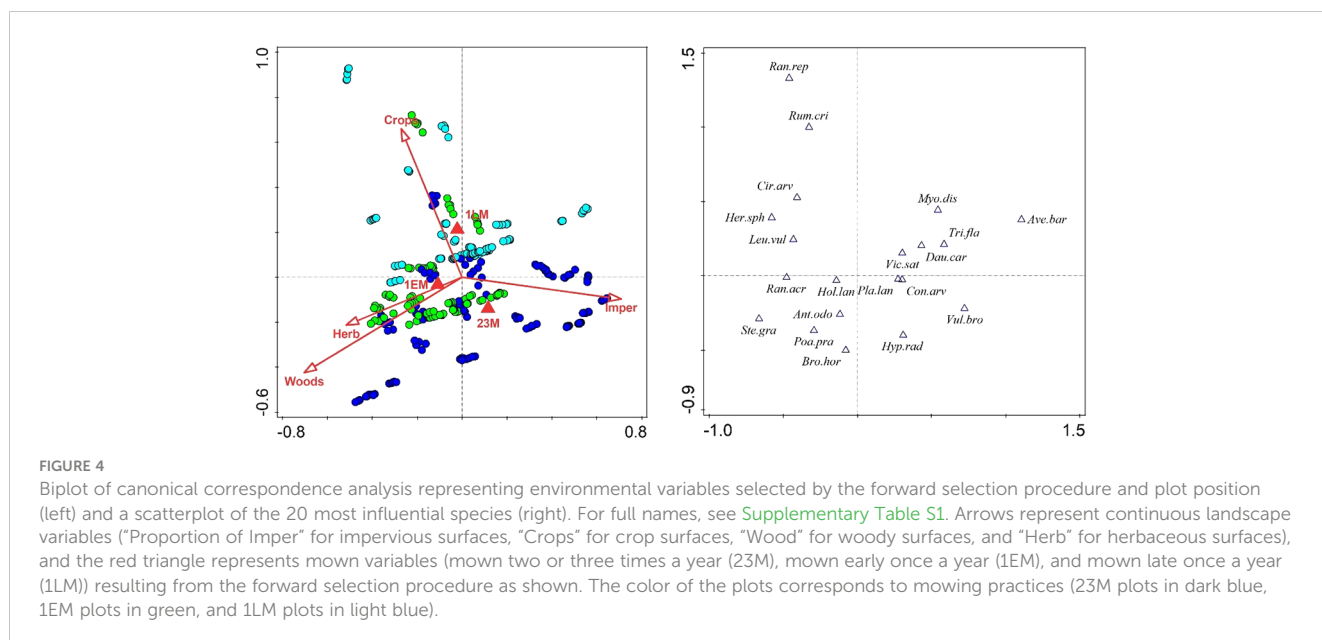 1.0
Crops
1LM
1EM
Imper
Herb
23M
Woods
-0.6
-0.8
0.8
1.5
Ran.rep
Rum.cri
Cir.arv
Myo.dis
Her.sph
Ave.bar
Leu.vul
Tri.fla
Dau.car
Vic.sat
Ran.acr
Hol.lan
Pla.lan
Con.arv
Ste.gra
Ant.odo
Vul.bro
Poa.pra
Hyp.rad
Bro.hor
-0.9
-1.0
1.5
FIGURE 4
Biplot of canonical correspondence analysis representing environmental variables selected by the forward selection procedure and plot position
(left) and a scatterplot of the 20 most influential species (right). For full names, see Supplementary Table S1. Arrows represent continuous landscape
variables (“Proportion of Imper” for impervious surfaces, “Crops” for crop surfaces, “Wood” for woody surfaces, and “Herb” for herbaceous surfaces),
and the red triangle represents mown variables (mown two or three times a year (23M), mown early once a year (1EM), and mown late once a year
(1LM)) resulting from the forward selection procedure as shown. The color of the plots corresponds to mowing practices (23M plots in dark blue,
1EM plots in green, and 1LM plots in light blue).